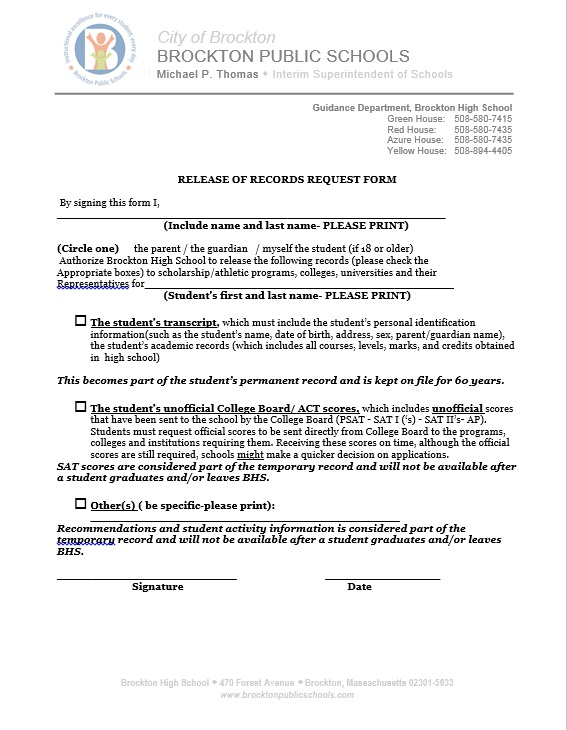 Instructional excellence for every student, every day.
Brockton Public Schools
City of Brockton
BROCKTON PUBLIC SCHOOLS
Michael P. Thomas • Interim Superintendent of Schools
Guidance Department, Brockton High School
Green House: 508-580-7415
Red House: 508-580-7435
Azure House: 508-580-7435
Yellow House: 508-894-4405
RELEASE OF RECORDS REQUEST FORM
By signing this form I,
(Include name and last name- PLEASE PRINT)
(Circle one) the parent / the guardian / myself the student (if 18 or older)
Authorize Brockton High School to release the following records (please check the
Appropriate boxes) to scholarship/athletic programs, colleges, universities and their
Representatives for
(Student's first and last name- PLEASE PRINT)
The student's transcript, which must include the student's personal identification
information(such as the student's name, date of birth, address, sex, parent/guardian name),
the student's academic records (which includes all courses, levels, marks, and credits obtained
in high school)
This becomes part of the student's permanent record and is kept on file for 60 years.
The student's unofficial College Board/ ACT scores, which includes unofficial scores
that have been sent to the school by the College Board (PSAT - SAT I ('s) - SAT II's- AP).
Students must request official scores to be sent directly from College Board to the programs,
colleges and institutions requiring them. Receiving these scores on time, although the official
scores are still required, schools might make a quicker decision on applications.
SAT scores are considered part of the temporary record and will not be available after
a student graduates and/or leaves BHS.
Other(s) ( be specific-please print):
Recommendations and student activity information is considered part of the
temporary record and will not be available after a student graduates and/or leaves
BHS.
Signature Date
Brockton High School • 470 Forest Avenue • Brockton, Massachusetts 02301-5633
www.brocktonpublicschools.com